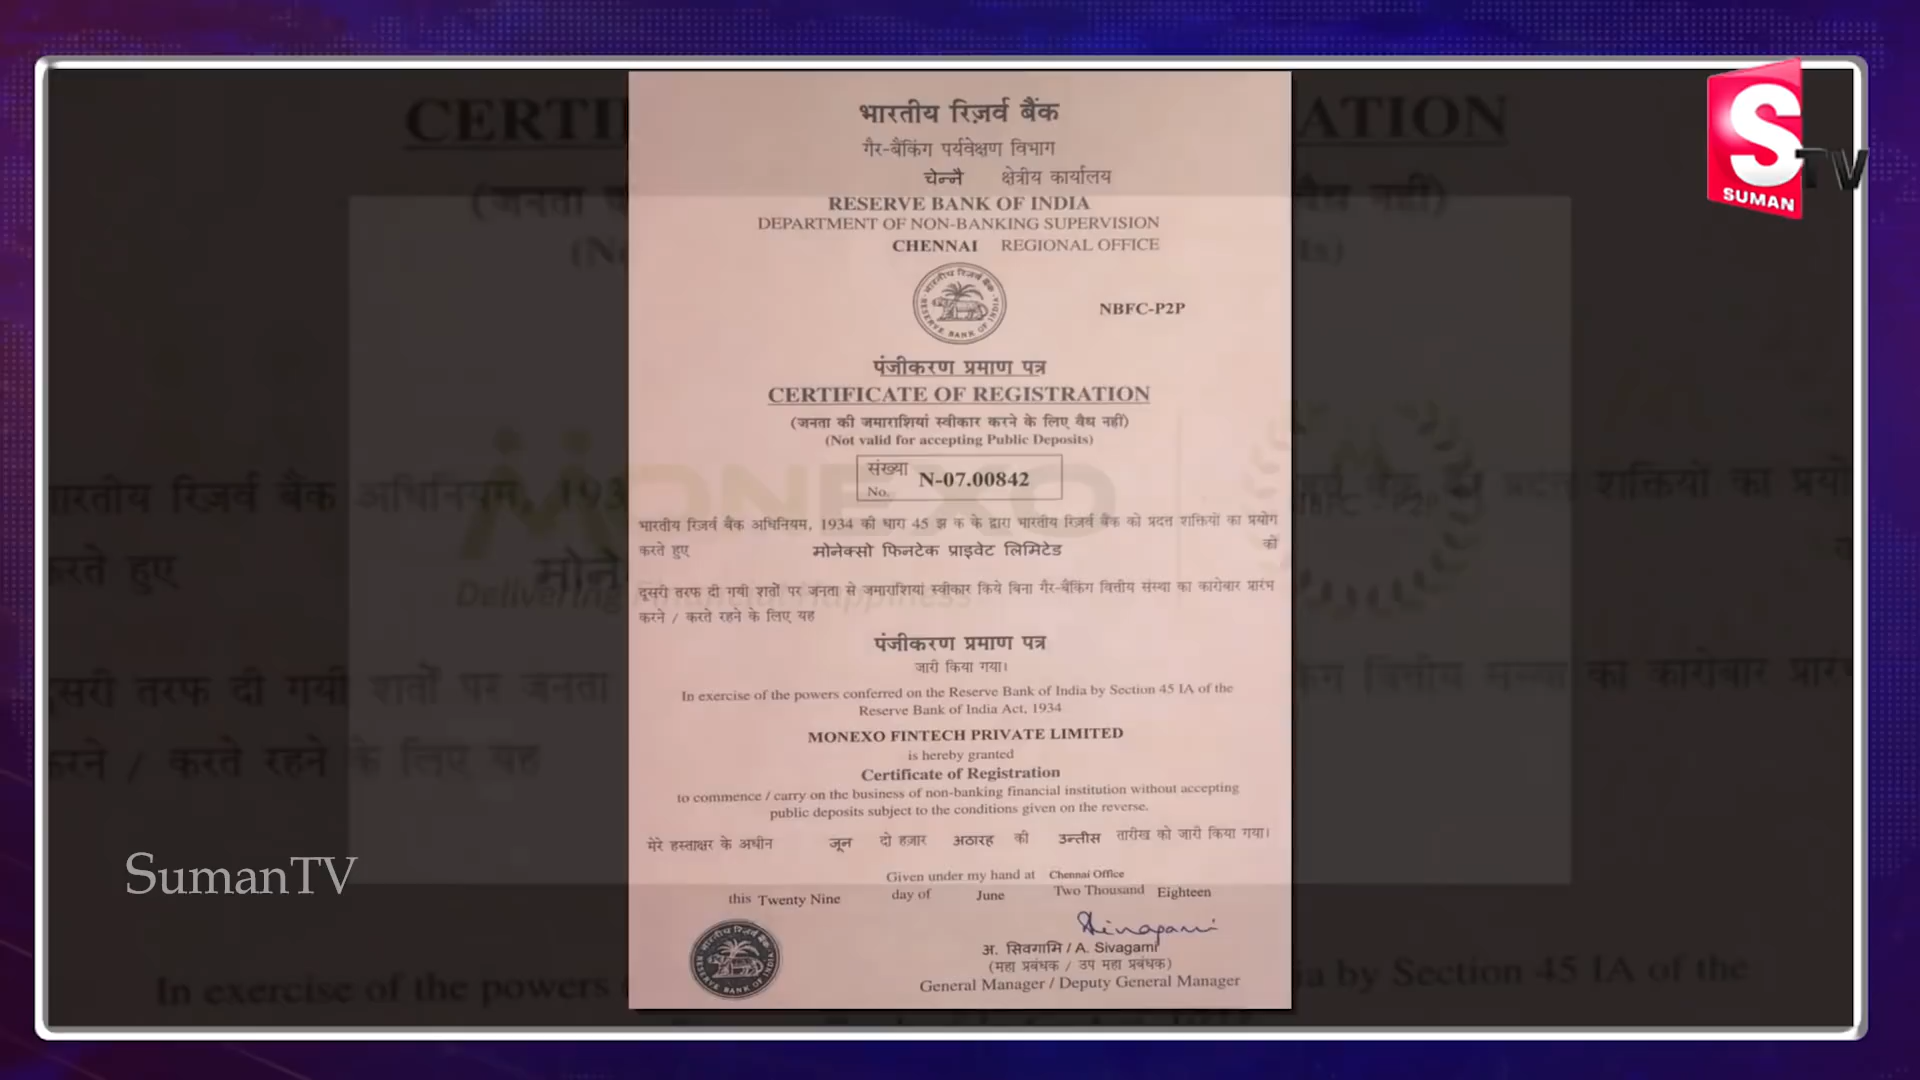 भारतीय रिज़र्व बैंक
गैर-बैंकिंग पर्यवेक्षण विभाग
चेन्नै क्षेत्रीय कार्यालय
RESERVE BANK OF INDIA
DEPARTMENT OF NON-BANKING SUPERVISION
CHENNAI REGIONAL OFFICE
NBFC-P2P
पंजीकरण प्रमाण पत्र
CERTIFICATE OF REGISTRATION
(जनता की जमाराशियां स्वीकार करने के लिए वैध नहीं)
(Not valid for accepting Public Deposits)
संख्या
No. N-07.00842
भारतीय रिज़र्व बैंक अधिनियम, 1934 की धारा 45 झ क के द्वारा भारतीय रिज़र्व बैंक को प्रदत्त शक्तियों का प्रयोग
करते हुए मोनेक्सो फिनटेक प्राइवेट लिमिटेड को
दूसरी तरफ दी गयी शर्तों पर जनता से जमाराशियां स्वीकार किये बिना गैर-बैंकिंग वित्तीय संस्था का कारोबार प्रारंभ
करने / करते रहने के लिए यह
पंजीकरण प्रमाण पत्र
जारी किया गया।
In exercise of the powers conferred on the Reserve Bank of India by Section 45 IA of the
Reserve Bank of India Act, 1934
MONEXO FINTECH PRIVATE LIMITED
is hereby granted
Certificate of Registration
to commence / carry on the business of non-banking financial institution without accepting
public deposits subject to the conditions given on the reverse.
मेरे हस्ताक्षर के अधीन जून दो हज़ार अठारह की उन्तीस तारीख को जारी किया गया।
Given under my hand at Chennai Office
this Twenty Nine day of June Two Thousand Eighteen
अ. सिवगामि / A. Sivagami
(महा प्रबंधक / उप महा प्रबंधक)
General Manager / Deputy General Manager
S
TV
SUMAN
SumanTV
MONEXO
Delivering Financial Happiness